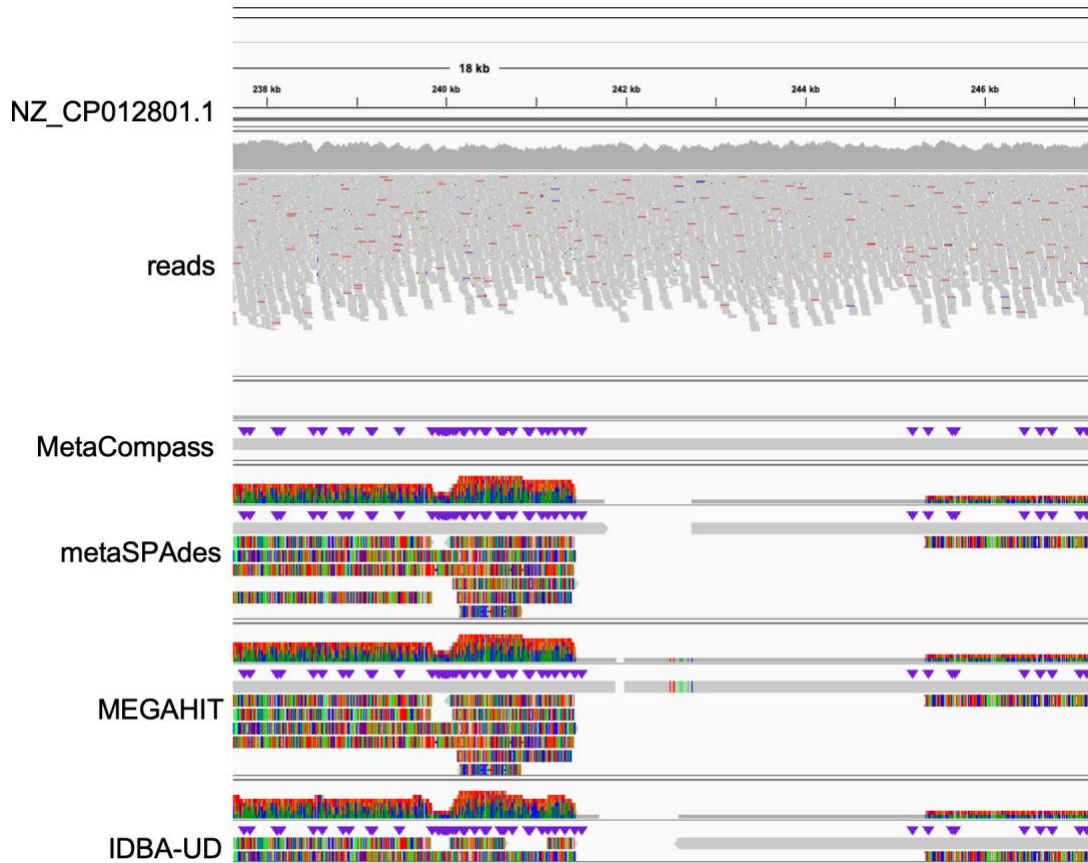 18 kb
238 kb 240 kb 242 kb 244 kb 246 kb
NZ_CP012801.1
reads
MetaCompass
metaSPAdes
MEGAHIT
IDBA-UD